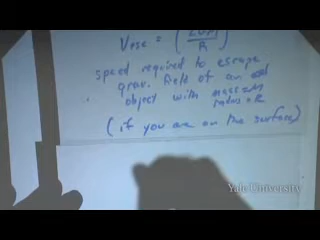 Vesc = (2GM/R)
speed required to escape
grav. field of an
object with mass = M
radius = R
(if you are on the surface)
Yale University